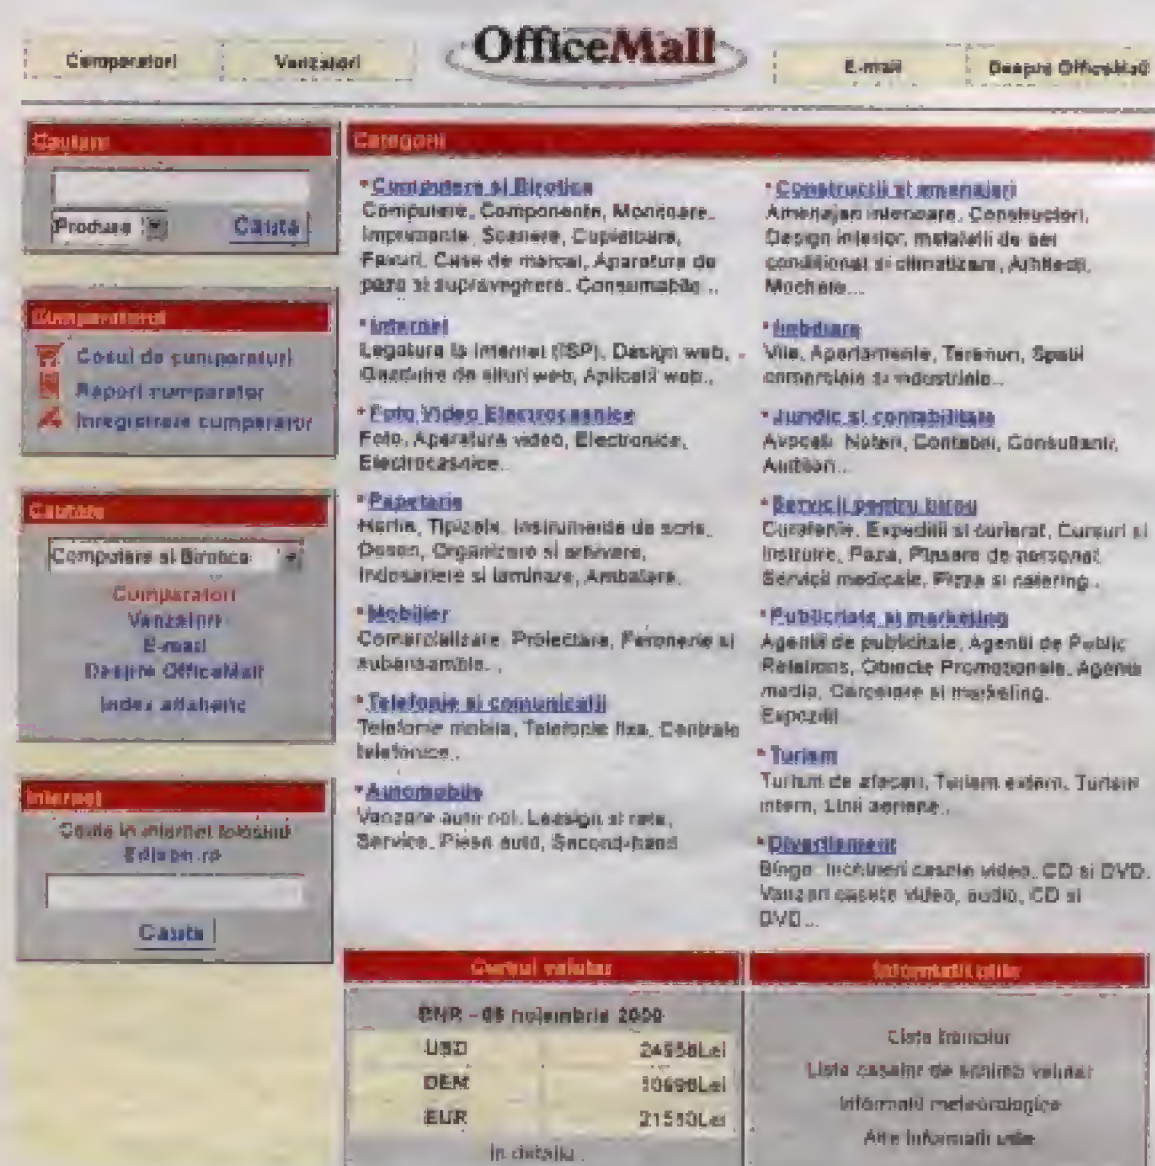 OfficeMall
Cumparatori
Vanzatori
E-mail
Despre OfficeMall
Cautare
Produse
Cauta
Cumparatorul
Cosul de cumparaturi
Raport cumparator
Inregistrare cumparator
Cautare
Computere si Birotica
Cumparatori
Vanzatori
E-mail
Despre OfficeMall
Index alfabetic
Internet
Cauta in internet folosind
Cauta
Categorii
Computere si Birotica
Computere, Componente, Monitoare,
Imprimante, Scanere, Copiatoare,
Faxuri, Case de marcat, Aparatura de
paza si supraveghere, Consumabile...
Internet
Legatura la Internet (ISP), Design web,
Gazduire de situri web, Aplicatii web...
Foto Video Electrocasnice
Foto, Aparatura video, Electronice,
Electrocasnice...
Papetarie
Hartie, Tipizate, Instrumente de scris,
Dosare, Organizare si arhivare,
Indosariere si laminare, Ambalare...
Mobilier
Comercializare, Proiectare, Feronerie si
subansamble...
Telefonie si comunicatii
Telefonie mobila, Telefonie fixa, Centrale
telefonice...
Automobile
Vanzare auto noi, Leasign si rate,
Service, Piese auto, Second-hand
Constructii si amenajari
Amenajari interioare, Constructori,
Design interior, Instalatii de aer
conditionat si climatizare, Arhitecti,
Mochete...
Imobiliare
Vile, Apartamente, Terenuri, Spatii
comerciale si industriale...
Juridic si contabilitate
Avocati, Notari, Contabili, Consultanti,
Auditori...
Servicii pentru birou
Curatenie, Expeditii si curierat, Cursuri si
instruire, Paza, Plasare de personal,
Servicii medicale, Pizza si catering...
Publicitate si marketing
Agentii de publicitate, Agentii de Public
Relations, Obiecte Promotionale, Agentii
media, Cercetare si marketing,
Expozitii
Turism
Turism de afaceri, Turism extern, Turism
intern, Linii aeriene...
Divertisment
Bingo, Inchirieri casete video, CD si DVD,
Vanzari casete video, audio, CD si
DVD...
Cursul valutar
BNR - noiembrie 2000
USD
DEM
EUR
In detaliu...
Informatii utile
Lista bancilor
Lista caselor de schimb valutar
Informatii meteorologice
Alte informatii utile